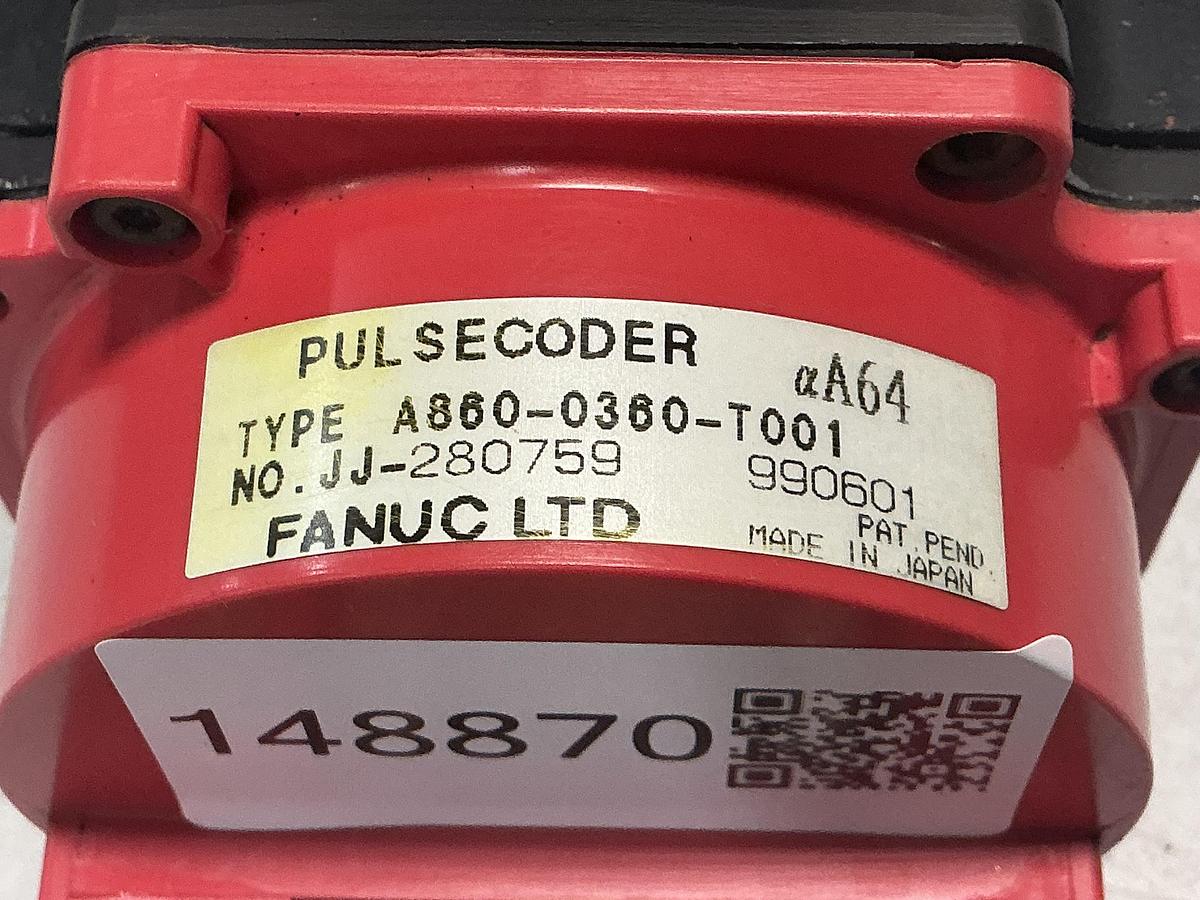 PULSECODER αA64
TYPE A860-0360-T001
NO. JJ-280759 990601
FANUC LTD PAT. PEND.
MADE IN JAPAN
148870